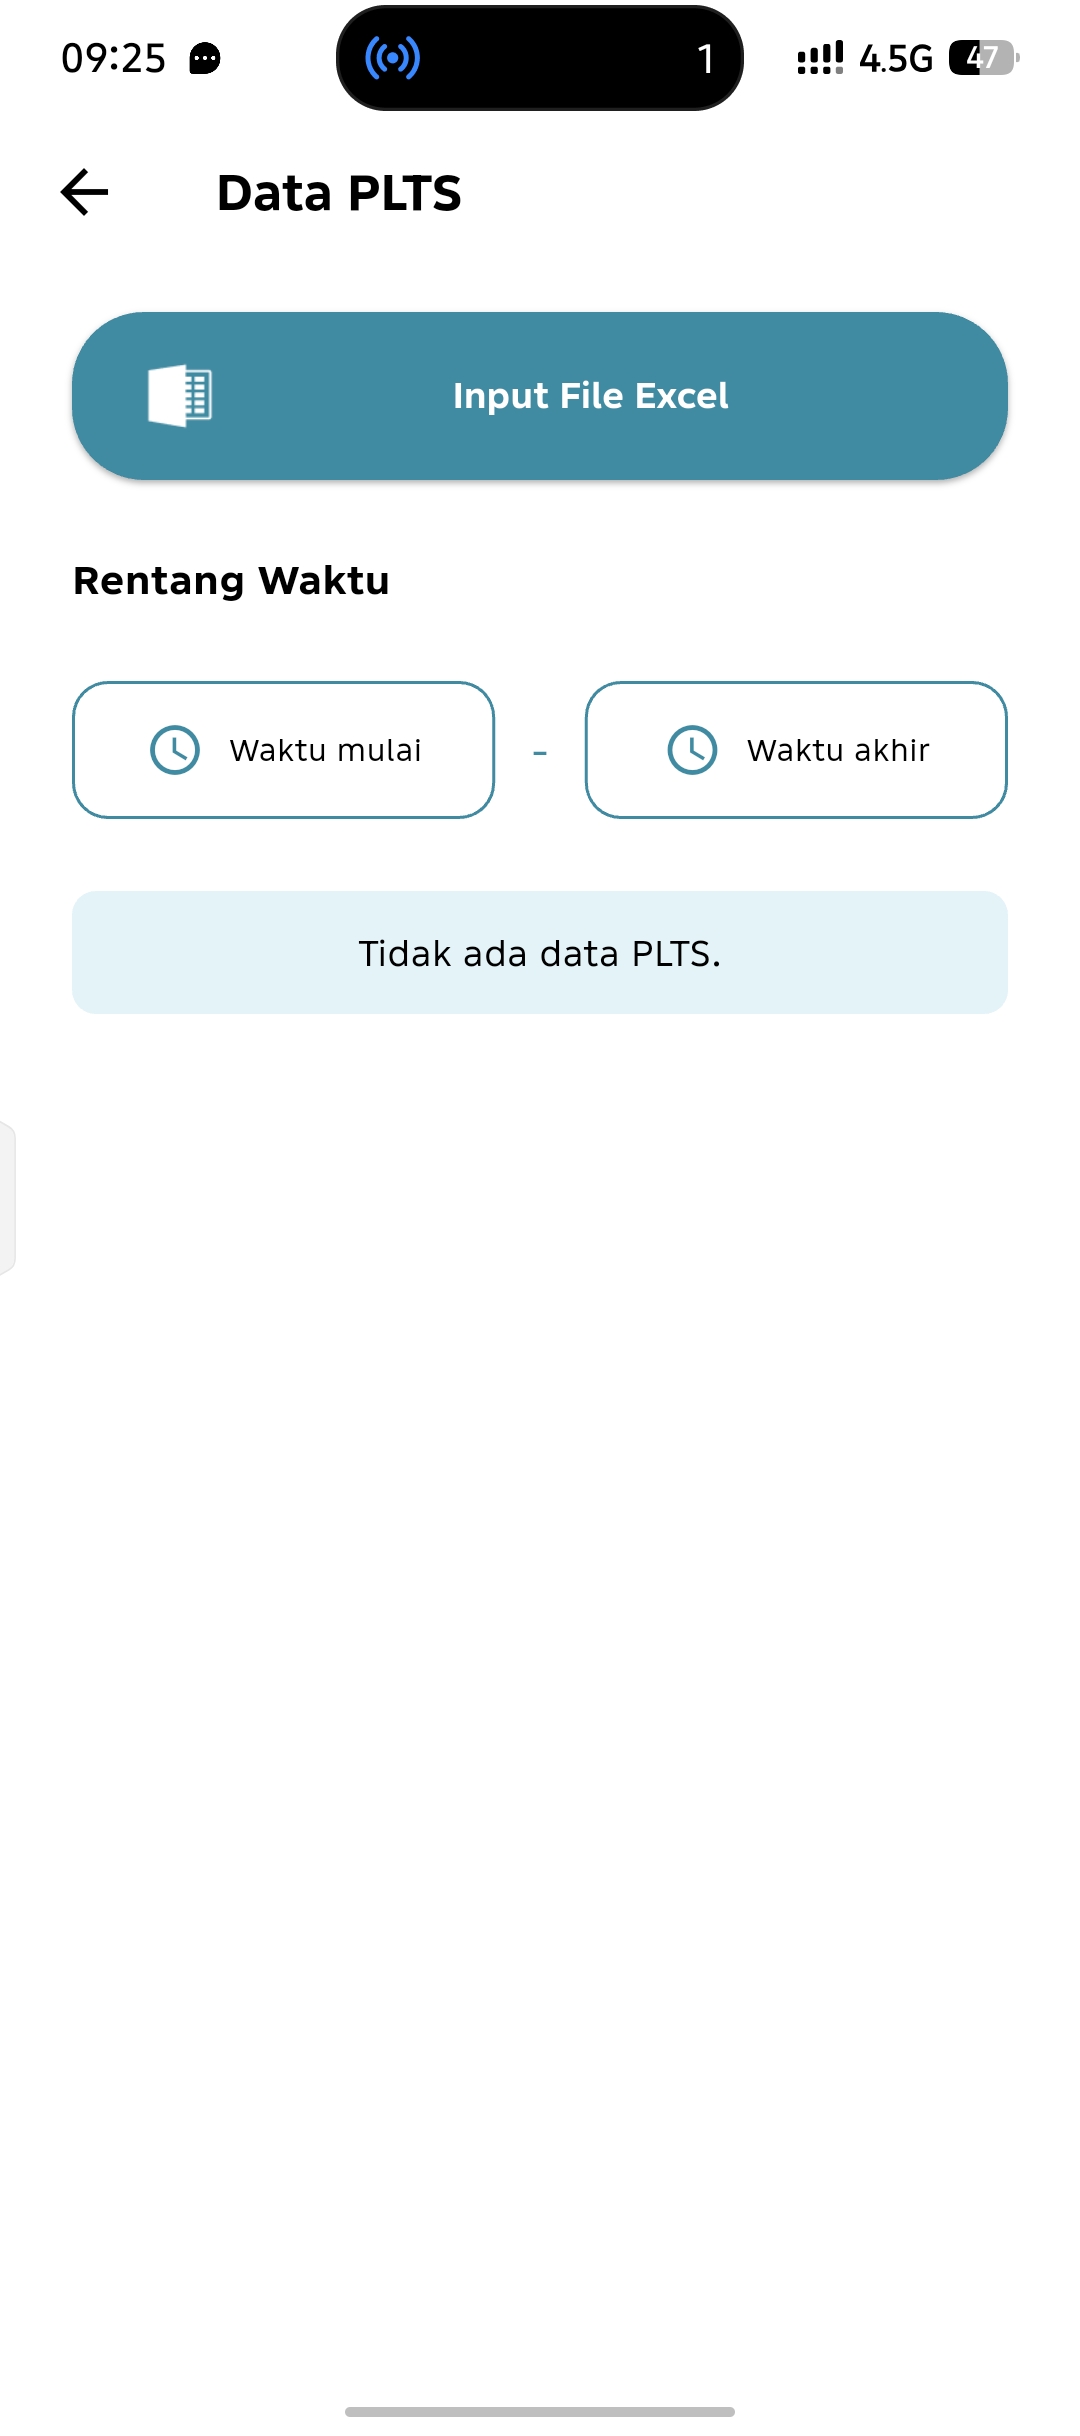 09:25
1
4.5G
47
Data PLTS
Input File Excel
Rentang Waktu
Waktu mulai - Waktu akhir
Tidak ada data PLTS.